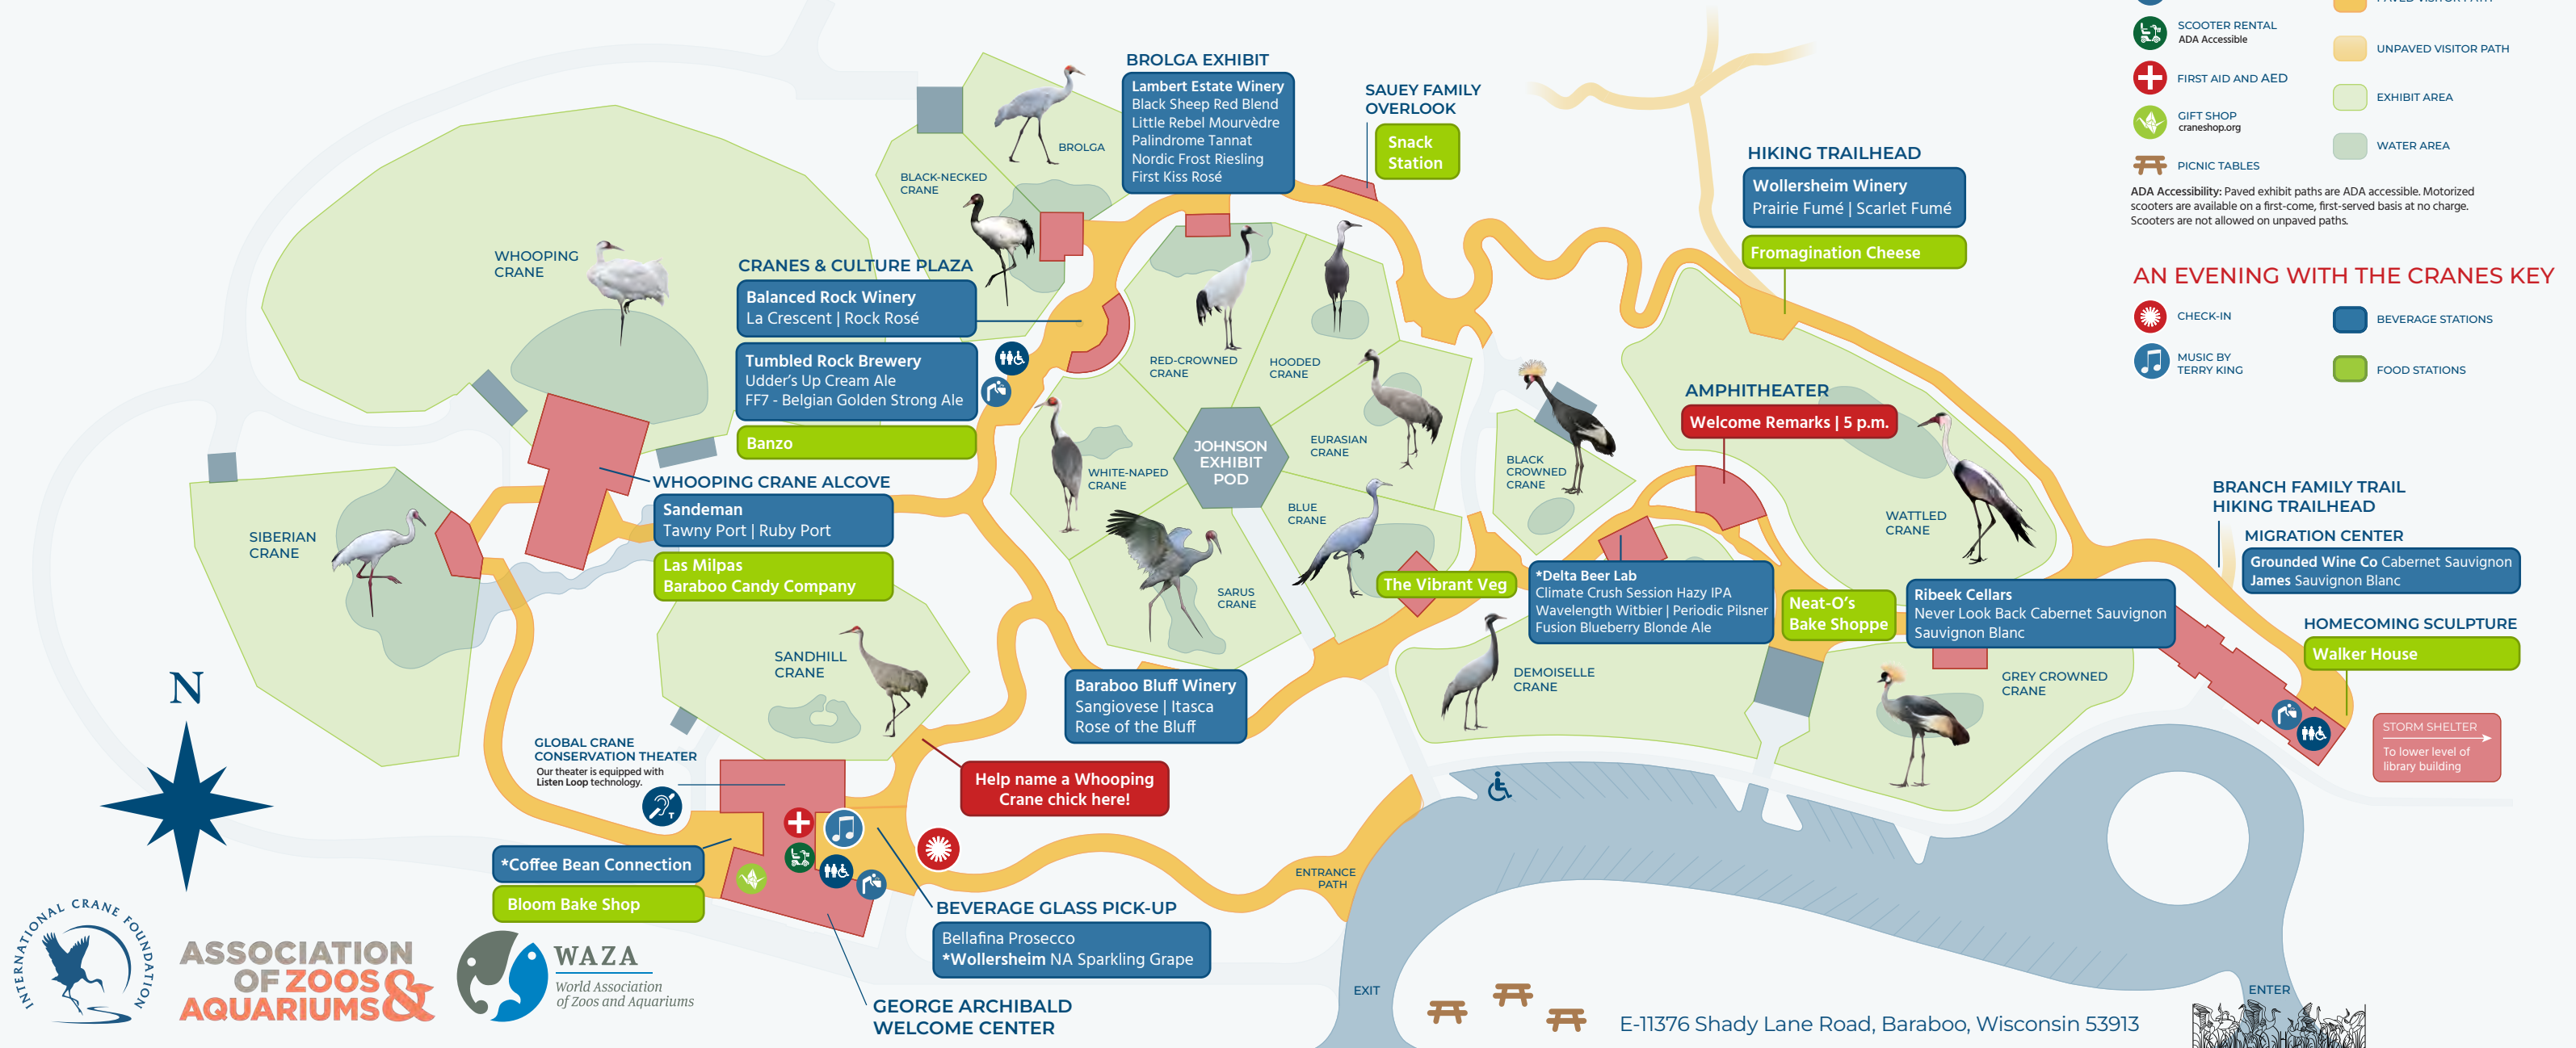 BROLGA EXHIBIT
Lambert Estate Winery
Black Sheep Red Blend
Little Rebel Mourvèdre
Palindrome Tannat
Nordic Frost Riesling
First Kiss Rosé
SAUEY FAMILY
OVERLOOK
Snack
Station
HIKING TRAILHEAD
Wollersheim Winery
Prairie Fumé | Scarlet Fumé
Fromagination Cheese
BROLGA
BLACK-NECKED
CRANE
WHOOPING
CRANE
CRANES & CULTURE PLAZA
Balanced Rock Winery
La Crescent | Rock Rosé
Tumbled Rock Brewery
Udder's Up Cream Ale
FF7 - Belgian Golden Strong Ale
Banzo
RED-CROWNED
CRANE
HOODED
CRANE
EURASIAN
CRANE
WHITE-NAPED
CRANE
JOHNSON
EXHIBIT
POD
BLUE
CRANE
SARUS
CRANE
BLACK
CROWNED
CRANE
AMPHITHEATER
Welcome Remarks | 5 p.m.
WATTLED
CRANE
WHOOPING CRANE ALCOVE
Sandeman
Tawny Port | Ruby Port
Las Milpas
Baraboo Candy Company
SIBERIAN
CRANE
SANDHILL
CRANE
The Vibrant Veg
*Delta Beer Lab
Climate Crush Session Hazy IPA
Wavelength Witbier | Periodic Pilsner
Fusion Blueberry Blonde Ale
Neat-O's
Bake Shoppe
Ribeek Cellars
Never Look Back Cabernet Sauvignon
Sauvignon Blanc
BRANCH FAMILY TRAIL
HIKING TRAILHEAD
MIGRATION CENTER
Grounded Wine Co Cabernet Sauvignon
James Sauvignon Blanc
HOMECOMING SCULPTURE
Walker House
DEMOISELLE
CRANE
GREY CROWNED
CRANE
STORM SHELTER
To lower level of
library building
Baraboo Bluff Winery
Sangiovese | Itasca
Rose of the Bluff
Help name a Whooping
Crane chick here!
GLOBAL CRANE
CONSERVATION THEATER
Our theater is equipped with
Listen Loop technology.
T
*Coffee Bean Connection
Bloom Bake Shop
BEVERAGE GLASS PICK-UP
Bellafina Prosecco
*Wollersheim NA Sparkling Grape
GEORGE ARCHIBALD
WELCOME CENTER
ENTRANCE
PATH
EXIT
ENTER
E-11376 Shady Lane Road, Baraboo, Wisconsin 53913
N
INTERNATIONAL CRANE FOUNDATION
ASSOCIATION
OF ZOOS
AQUARIUMS &
WAZA
World Association
of Zoos and Aquariums
SCOOTER RENTAL
ADA Accessible
FIRST AID AND AED
GIFT SHOP
craneshop.org
PICNIC TABLES
PAVED VISITOR PATH
UNPAVED VISITOR PATH
EXHIBIT AREA
WATER AREA
ADA Accessibility: Paved exhibit paths are ADA accessible. Motorized
scooters are available on a first-come, first-served basis at no charge.
Scooters are not allowed on unpaved paths.
AN EVENING WITH THE CRANES KEY
CHECK-IN
MUSIC BY
TERRY KING
BEVERAGE STATIONS
FOOD STATIONS